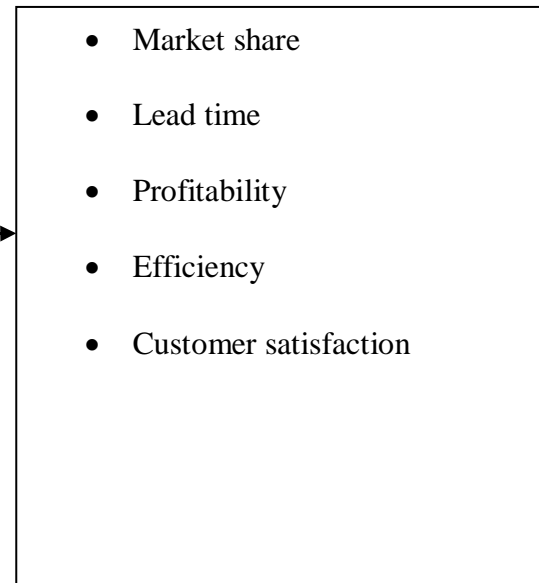 • Market share
• Lead time
• Profitability
• Efficiency
• Customer satisfaction